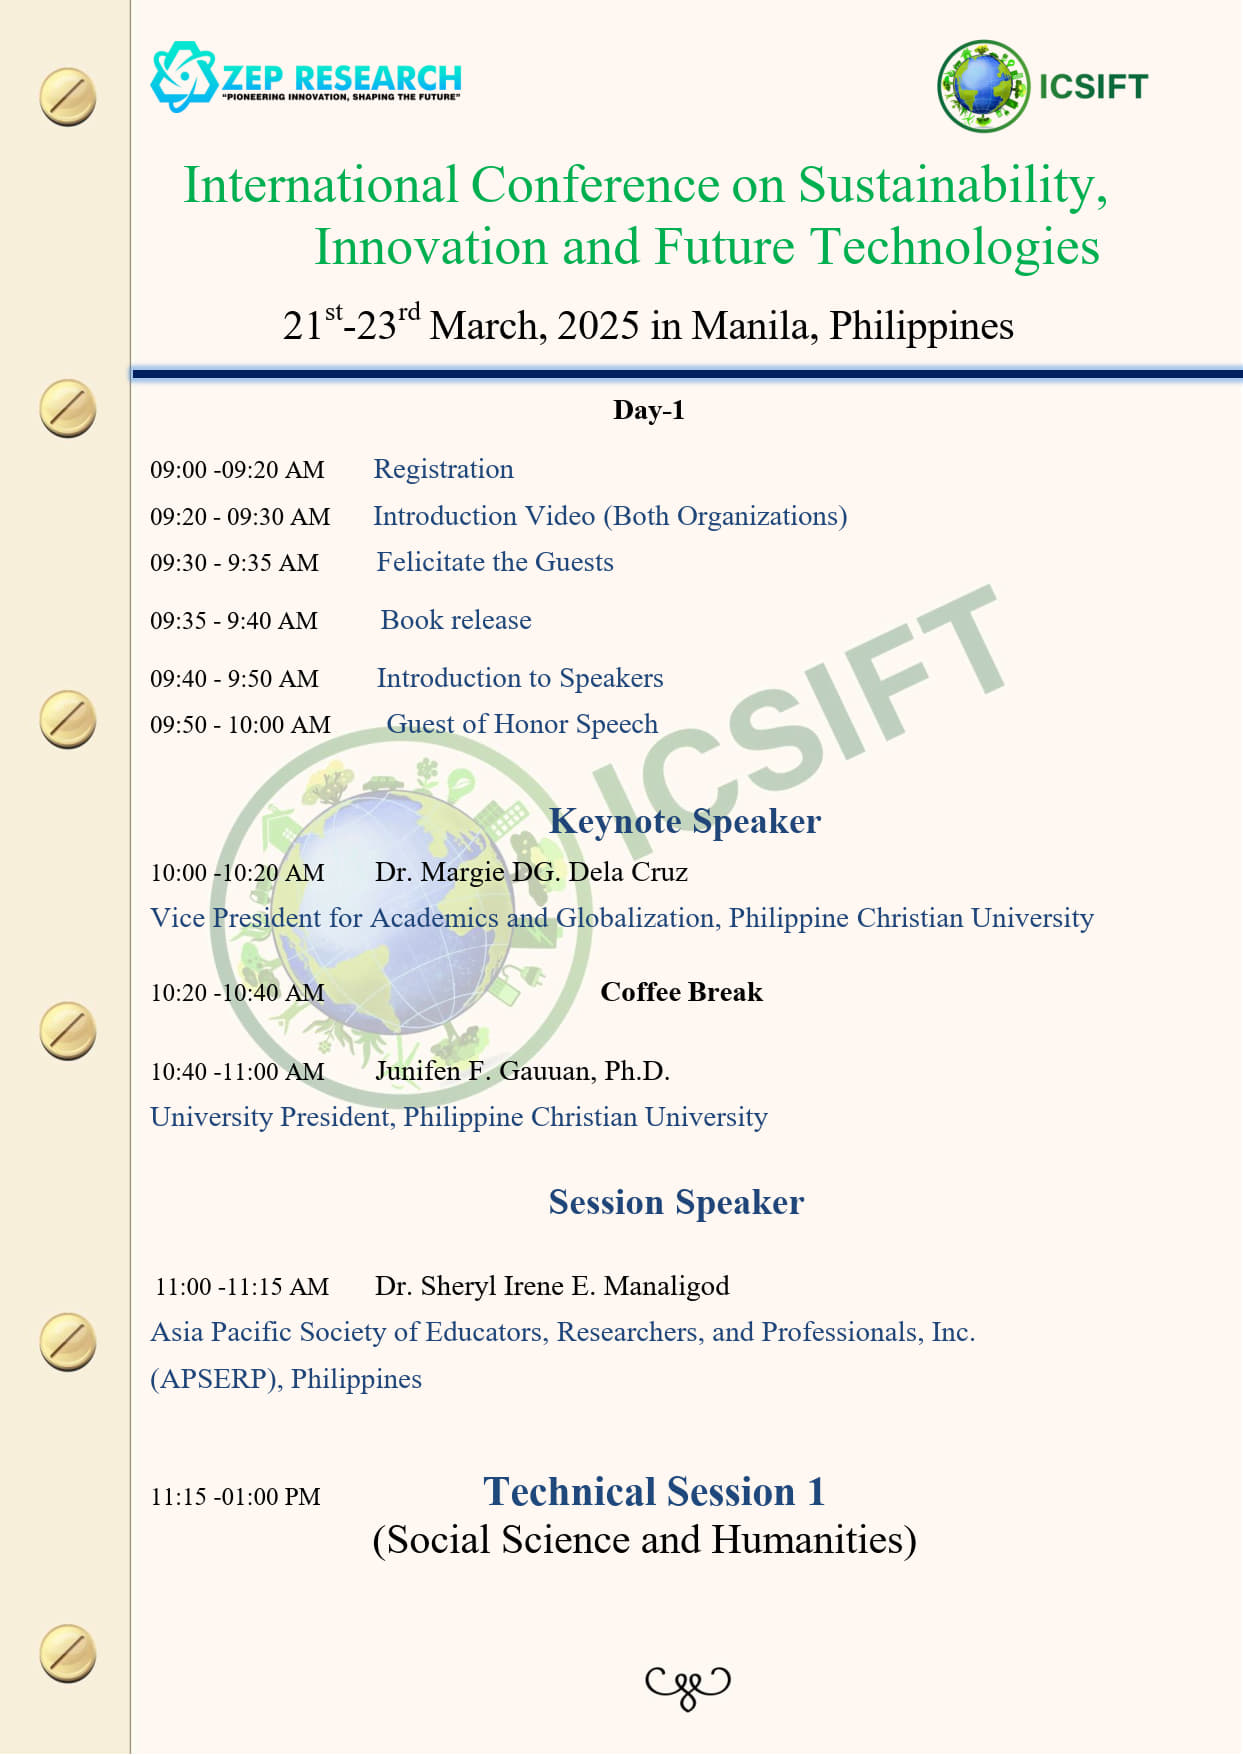 ZEP RESEARCH
"PIONEERING INNOVATION, SHAPING THE FUTURE"
ICSIFT
International Conference on Sustainability,
Innovation and Future Technologies
21st-23rd March, 2025 in Manila, Philippines
Day-1
09:00 -09:20 AM Registration
09:20 - 09:30 AM Introduction Video (Both Organizations)
09:30 - 9:35 AM Felicitate the Guests
09:35 - 9:40 AM Book release
09:40 - 9:50 AM Introduction to Speakers
09:50 - 10:00 AM Guest of Honor Speech
ICSIFT
Keynote Speaker
10:00 -10:20 AM Dr. Margie DG. Dela Cruz
Vice President for Academics and Globalization, Philippine Christian University
10:20 -10:40 AM Coffee Break
10:40 -11:00 AM Junifen F. Gauuan, Ph.D.
University President, Philippine Christian University
Session Speaker
11:00 -11:15 AM Dr. Sheryl Irene E. Manaligod
Asia Pacific Society of Educators, Researchers, and Professionals, Inc.
(APSERP), Philippines
11:15 -01:00 PM Technical Session 1
(Social Science and Humanities)